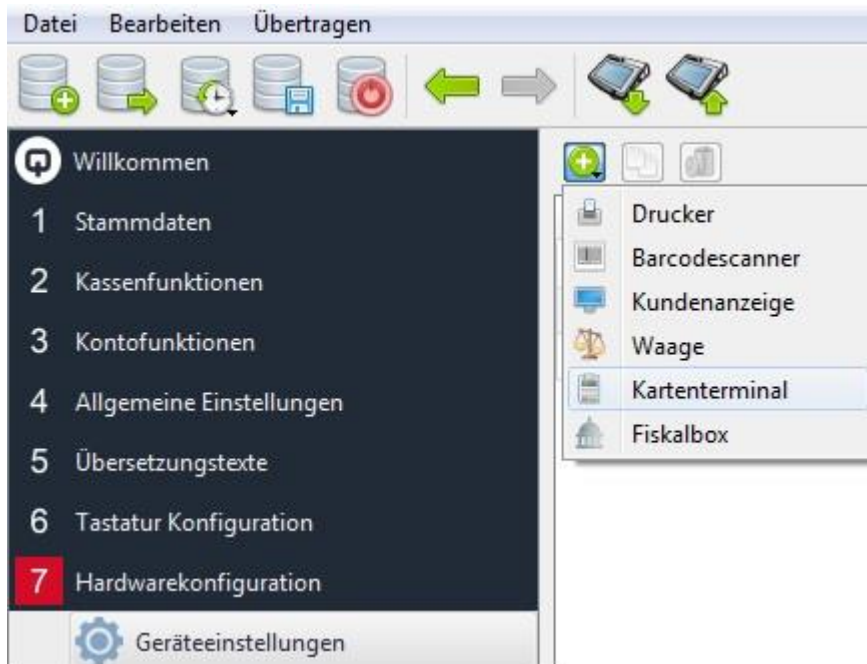 Datei Bearbeiten Übertragen
Willkommen
1 Stammdaten
2 Kassenfunktionen
3 Kontofunktionen
4 Allgemeine Einstellungen
5 Übersetzungstexte
6 Tastatur Konfiguration
7 Hardwarekonfiguration
Geräteeinstellungen
Drucker
Barcodescanner
Kundenanzeige
Waage
Kartenterminal
Fiskalbox